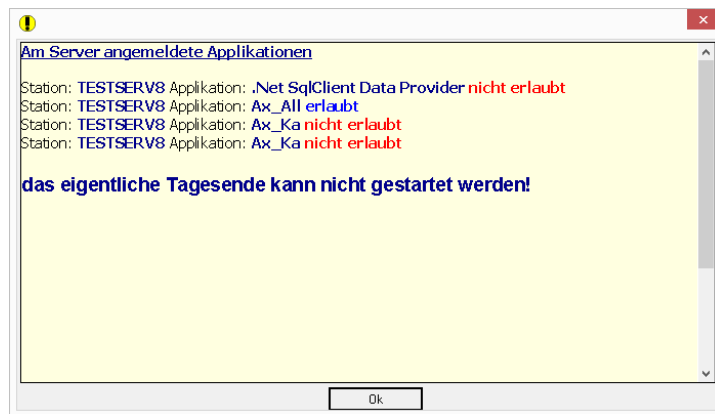 Am Server angemeldete Applikationen
Station: TESTSERV8 Applikation: .Net SqlClient Data Provider nicht erlaubt
Station: TESTSERV8 Applikation: Ax_All erlaubt
Station: TESTSERV8 Applikation: Ax_Ka nicht erlaubt
Station: TESTSERV8 Applikation: Ax_Ka nicht erlaubt
das eigentliche Tagesende kann nicht gestartet werden!
Ok